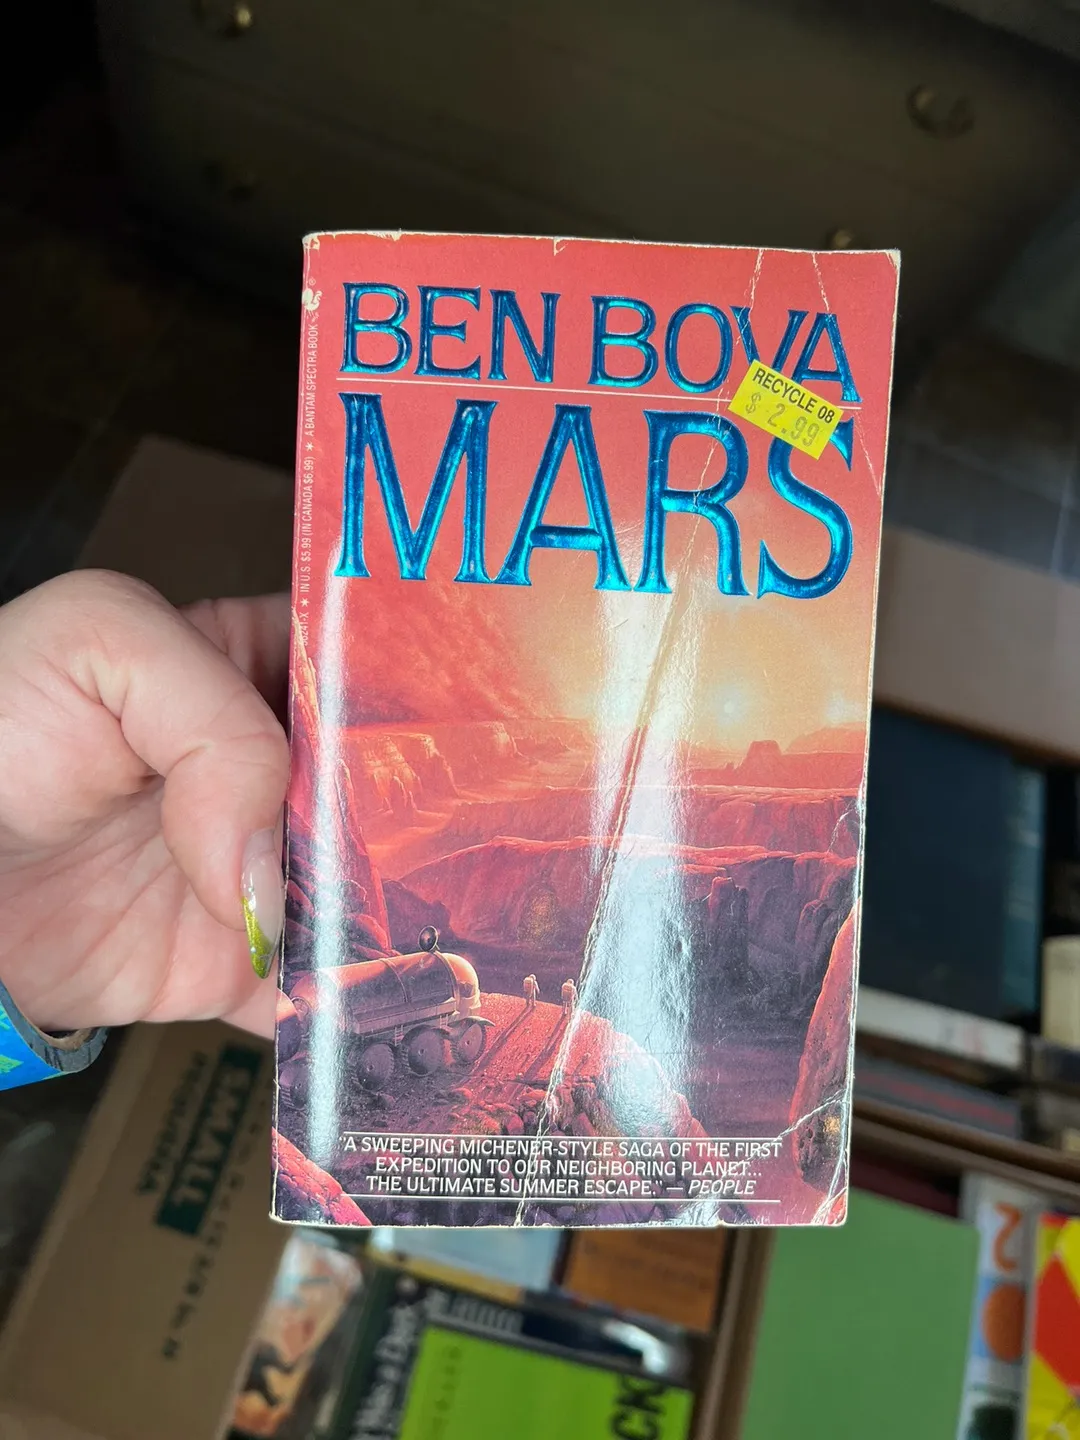 BEN BOVA
MARS
RECYCLE 08
$ 2.99
"A SWEEPING MICHENER-STYLE SAGA OF THE FIRST
EXPEDITION TO OUR NEIGHBORING PLANET...
THE ULTIMATE SUMMER ESCAPE." — PEOPLE
IN U.S. $5.99 (IN CANADA $6.99) * A BANTAM SPECTRA BOOK
SMALL